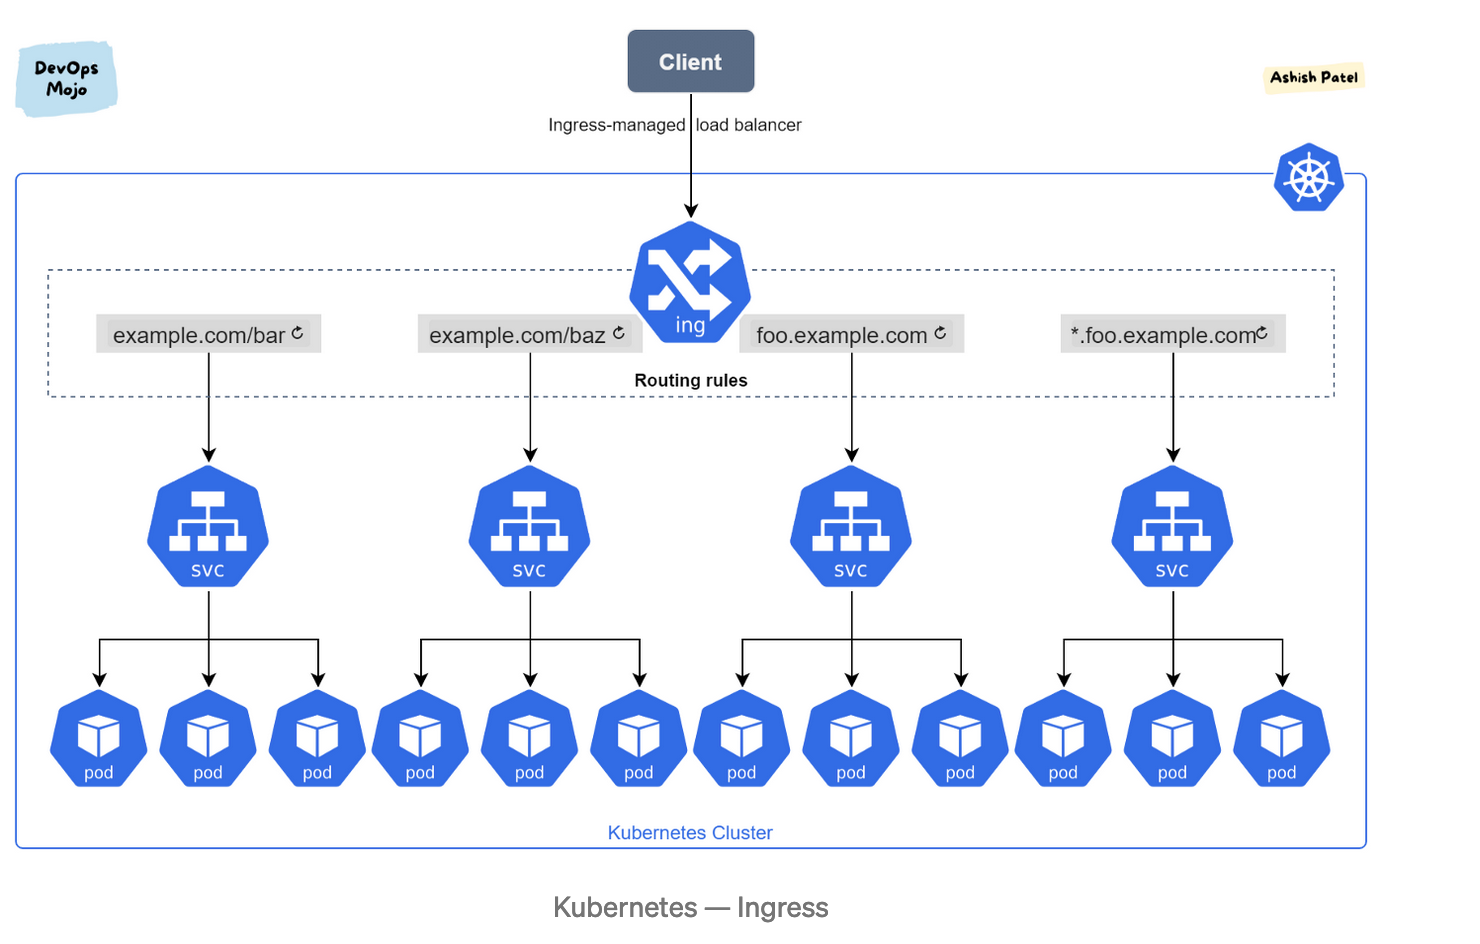 DevOps
Mojo
Client
Ashish Patel
Ingress-managed load balancer
ing
example.com/bar
example.com/baz
foo.example.com
*.foo.example.com
Routing rules
svc
svc
svc
svc
pod
pod
pod
pod
pod
pod
pod
pod
pod
pod
pod
pod
Kubernetes Cluster
Kubernetes — Ingress